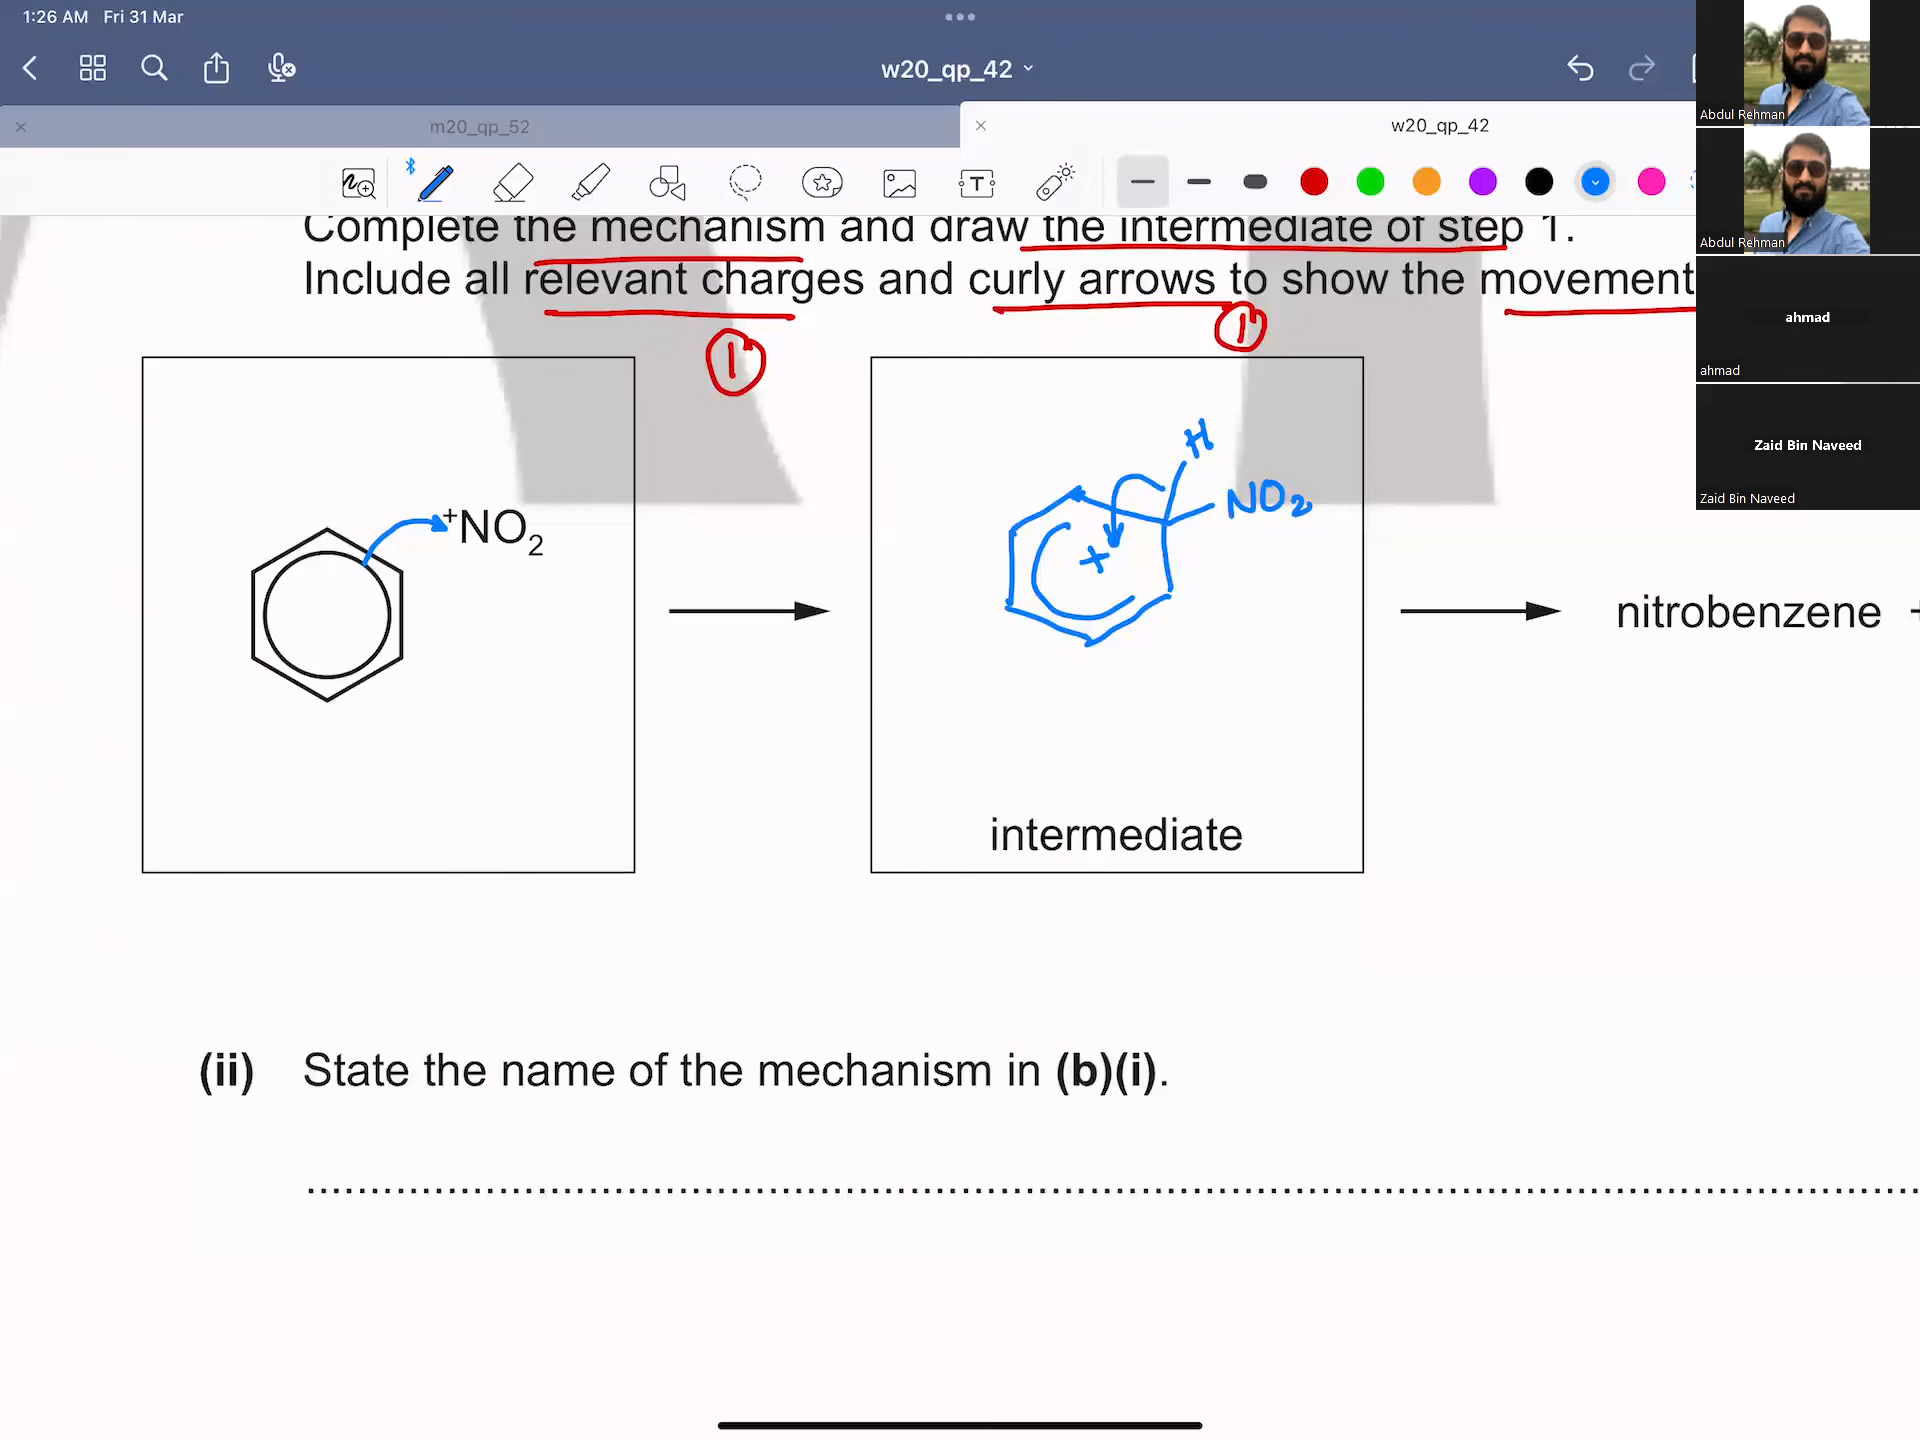 1:26 AM Fri 31 Mar
w20_qp_42
m20_qp_52
w20_qp_42
Abdul Rehman
Abdul Rehman
ahmad
ahmad
Zaid Bin Naveed
Zaid Bin Naveed
Complete the mechanism and draw the intermediate of step 1.
Include all relevant charges and curly arrows to show the movement
1
1
+NO2
H
NO2
+
nitrobenzene +
intermediate
(ii) State the name of the mechanism in (b)(i).